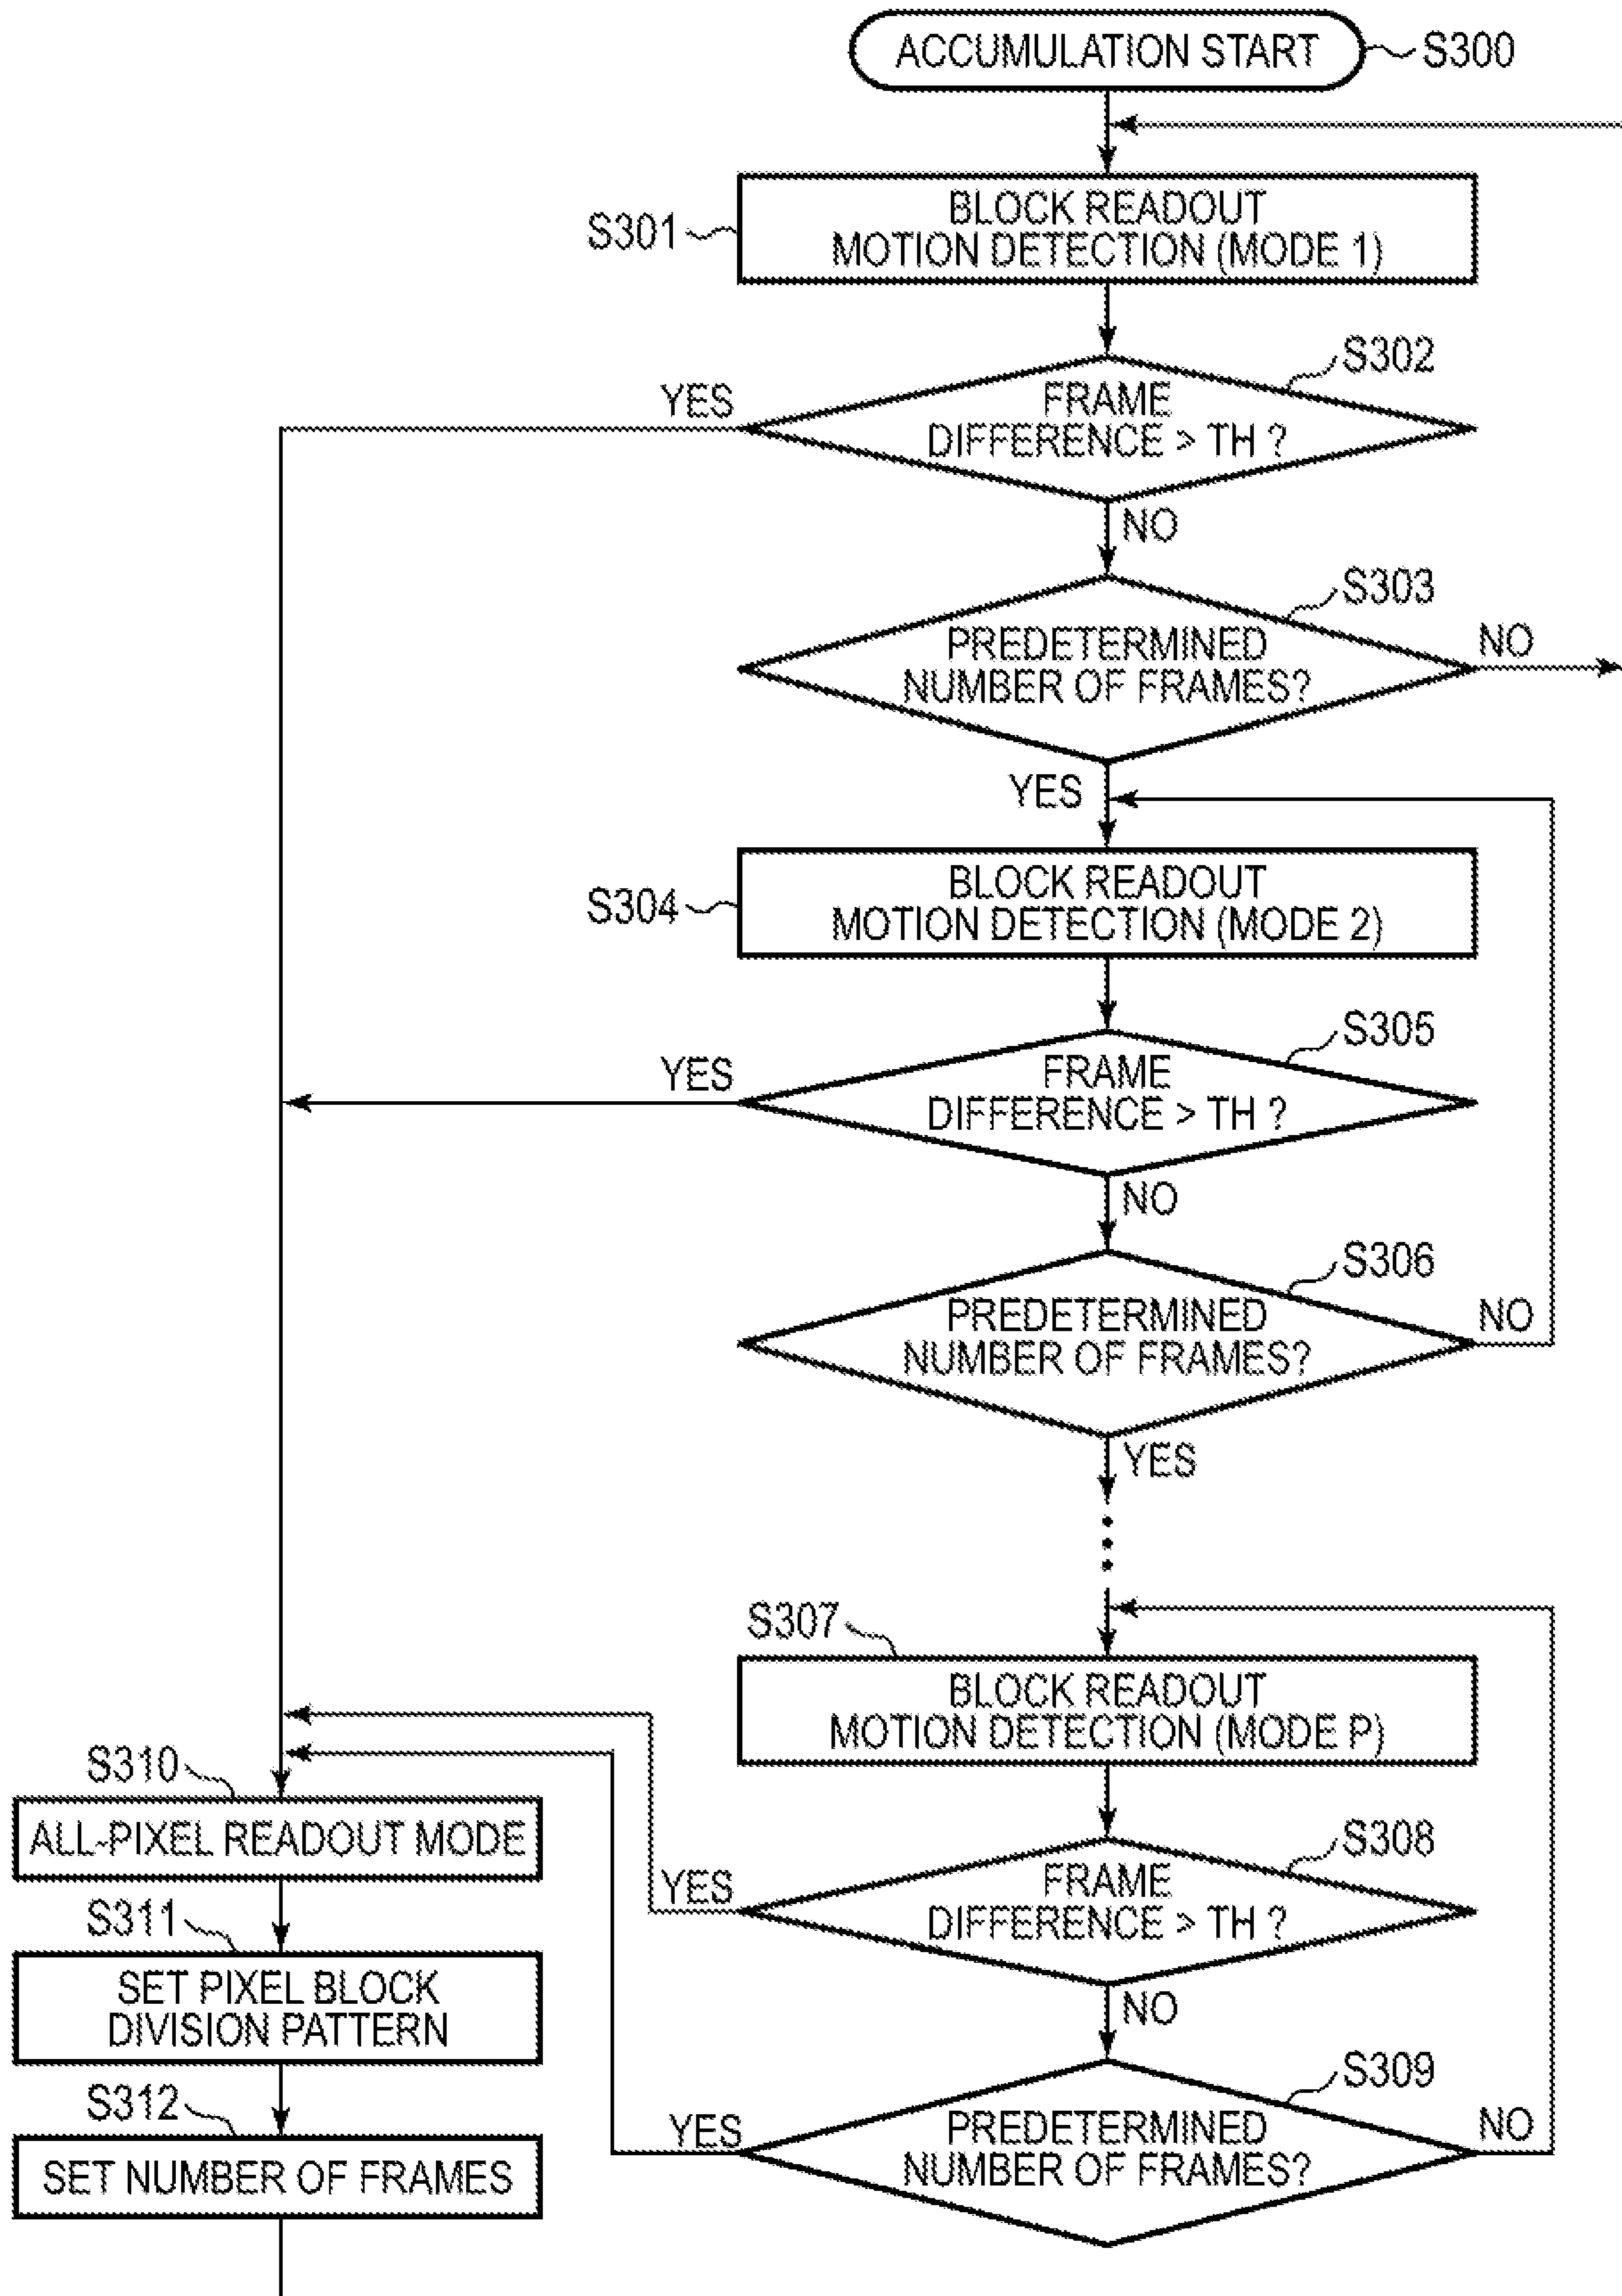 ACCUMULATION START
S300
S301
BLOCK READOUT
MOTION DETECTION (MODE 1)
S302
YES
FRAME
DIFFERENCE > TH ?
NO
S303
PREDETERMINED
NUMBER OF FRAMES?
NO
YES
S304
BLOCK READOUT
MOTION DETECTION (MODE 2)
S305
YES
FRAME
DIFFERENCE > TH ?
NO
S306
PREDETERMINED
NUMBER OF FRAMES?
NO
YES
S307
BLOCK READOUT
MOTION DETECTION (MODE P)
S308
YES
FRAME
DIFFERENCE > TH ?
NO
S309
YES
PREDETERMINED
NUMBER OF FRAMES?
NO
S310
ALL-PIXEL READOUT MODE
S311
SET PIXEL BLOCK
DIVISION PATTERN
S312
SET NUMBER OF FRAMES